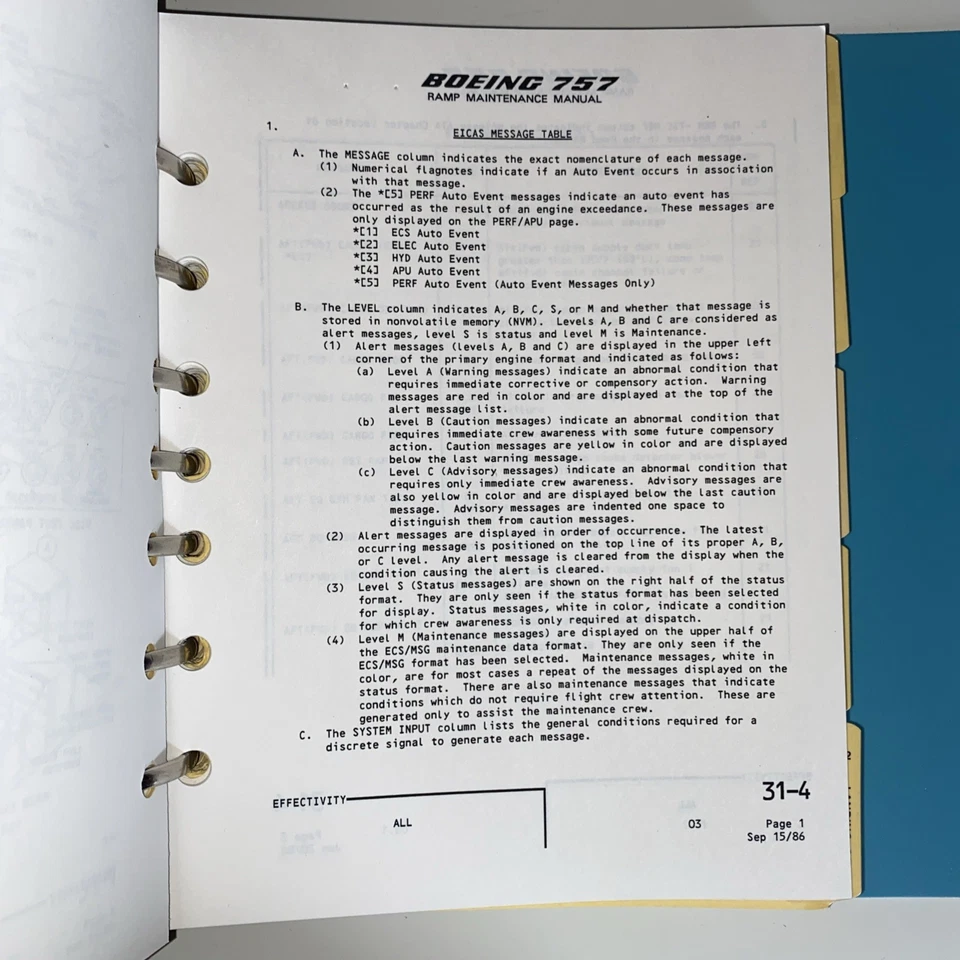 BOEING 757
RAMP MAINTENANCE MANUAL
1.
EICAS MESSAGE TABLE
A. The MESSAGE column indicates the exact nomenclature of each message.
(1) Numerical flagnotes indicate if an Auto Event occurs in association
with that message.
(2) The *[5] PERF Auto Event messages indicate an auto event has
occurred as the result of an engine exceedance. These messages are
only displayed on the PERF/APU page.
*[1] ECS Auto Event
*[2] ELEC Auto Event
*[3] HYD Auto Event
*[4] APU Auto Event
*[5] PERF Auto Event (Auto Event Messages Only)
B. The LEVEL column indicates A, B, C, S, or M and whether that message is
stored in nonvolatile memory (NVM). Levels A, B and C are considered as
alert messages, level S is status and level M is Maintenance.
(1) Alert messages (levels A, B and C) are displayed in the upper left
corner of the primary engine format and indicated as follows:
(a) Level A (Warning messages) indicate an abnormal condition that
requires immediate corrective or compensory action. Warning
messages are red in color and are displayed at the top of the
alert message list.
(b) Level B (Caution messages) indicate an abnormal condition that
requires immediate crew awareness with some future compensory
action. Caution messages are yellow in color and are displayed
below the last warning message.
(c) Level C (Advisory messages) indicate an abnormal condition that
requires only immediate crew awareness. Advisory messages are
also yellow in color and are displayed below the last caution
message. Advisory messages are indented one space to
distinguish them from caution messages.
(2) Alert messages are displayed in order of occurrence. The latest
occurring message is positioned on the top line of its proper A, B,
or C level. Any alert message is cleared from the display when the
condition causing the alert is cleared.
(3) Level S (Status messages) are shown on the right half of the status
format. They are only seen if the status format has been selected
for display. Status messages, white in color, indicate a condition
for which crew awareness is only required at dispatch.
(4) Level M (Maintenance messages) are displayed on the upper half of
the ECS/MSG maintenance data format. They are only seen if the
ECS/MSG format has been selected. Maintenance messages, white in
color, are for most cases a repeat of the messages displayed on the
status format. There are also maintenance messages that indicate
conditions which do not require flight crew attention. These are
generated only to assist the maintenance crew.
C. The SYSTEM INPUT column lists the general conditions required for a
discrete signal to generate each message.
EFFECTIVITY
ALL
31-4
03 Page 1
Sep 15/86